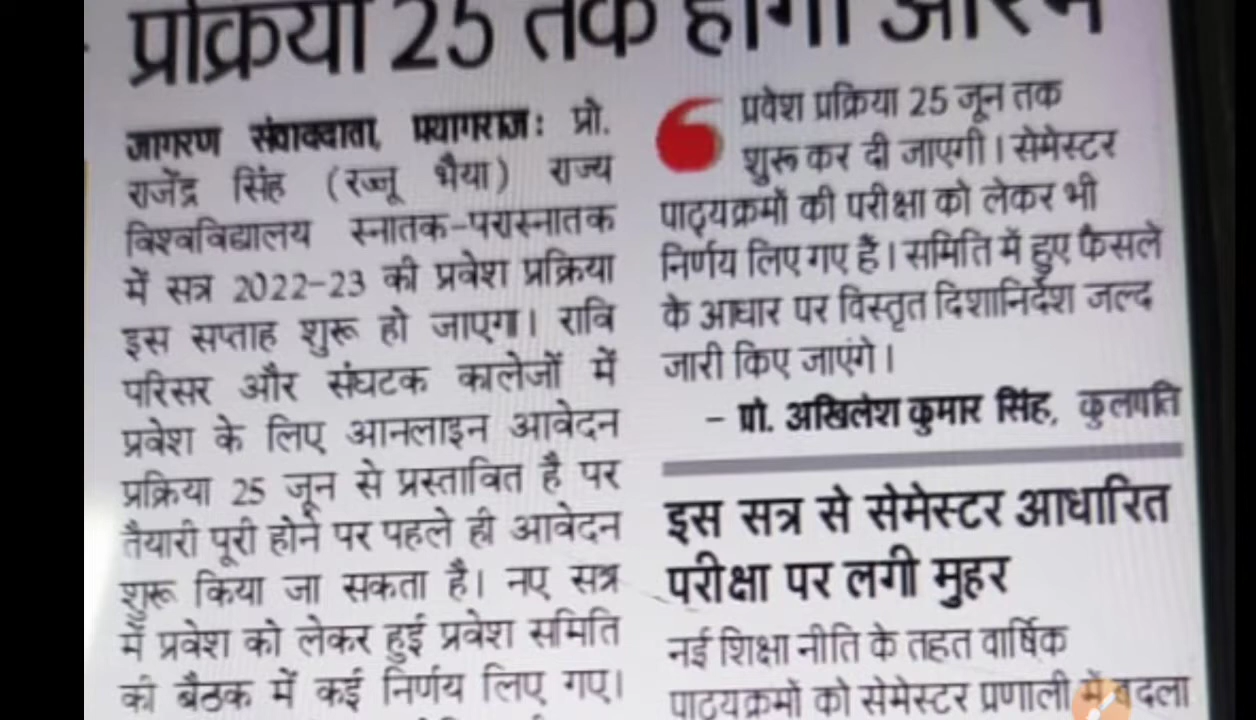 प्रक्रिया 25 तक होगी आरंभ
जागरण संवाददाता, प्रयागराज: प्रो.
राजेंद्र सिंह (रज्जू भैया) राज्य
विश्वविद्यालय स्नातक-परास्नातक
में सत्र 2022-23 की प्रवेश प्रक्रिया
इस सप्ताह शुरू हो जाएगा। रावि
परिसर और संघटक कालेजों में
प्रवेश के लिए आनलाइन आवेदन
प्रक्रिया 25 जून से प्रस्तावित है पर
तैयारी पूरी होने पर पहले ही आवेदन
शुरू किया जा सकता है। नए सत्र
में प्रवेश को लेकर हुई प्रवेश समिति
की बैठक में कई निर्णय लिए गए।
प्रवेश प्रक्रिया 25 जून तक
शुरू कर दी जाएगी। सेमेस्टर
पाठ्यक्रमों की परीक्षा को लेकर भी
निर्णय लिए गए हैं। समिति में हुए फैसले
के आधार पर विस्तृत दिशानिर्देश जल्द
जारी किए जाएंगे।
- प्रो. अखिलेश कुमार सिंह, कुलपति
इस सत्र से सेमेस्टर आधारित
परीक्षा पर लगी मुहर
नई शिक्षा नीति के तहत वार्षिक
पाठ्यक्रमों को सेमेस्टर प्रणाली में बदला